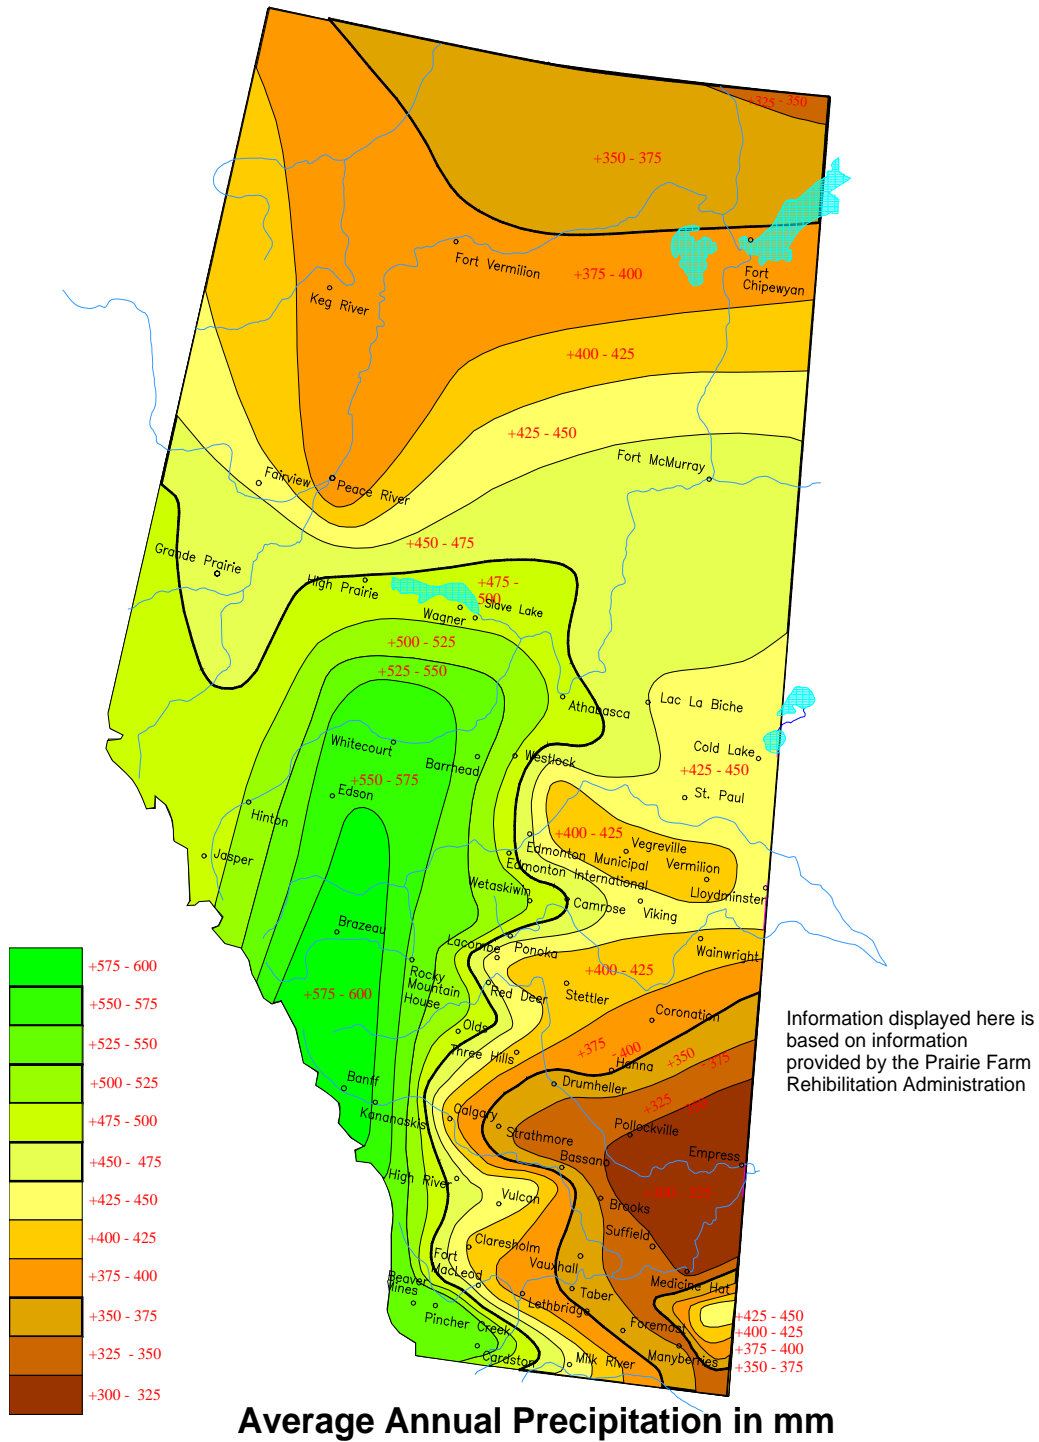 +325 - 350
+350 - 375
Fort Vermilion
+375 - 400
Fort
Chipewyan
Keg River
+400 - 425
+425 - 450
Fort McMurray
Fairview
Peace River
+450 - 475
Grande Prairie
High Prairie
+475 -
500
Slave Lake
Wagner
+500 - 525
+525 - 550
Athabasca
Lac La Biche
Whitecourt
Barrhead
Westlock
Cold Lake
+425 - 450
+550 - 575
Edson
St. Paul
Hinton
+400 - 425
Vegreville
Edmonton Municipal
Vermilion
Jasper
Edmonton International
Lloydminster
Wetaskiwin
Camrose
Viking
Brazeau
Lacombe
Ponoka
Wainwright
Rocky
Mountain
House
+400 - 425
Red Deer
Stettler
+575 - 600
Olds
Coronation
Three Hills
+375 - 400
Hanna
+350 - 375
Banff
Drumheller
Kananaskis
Calgary
+325
Strathmore
Pollockville
Bassano
Empress
High River
Vulcan
Brooks
300 - 325
Suffield
Claresholm
Fort
MacLeod
Vauxhall
Medicine Hat
Beaver
Mines
Taber
Lethbridge
Pincher Creek
Foremost
Cardston
Milk River
Manyberries
+425 - 450
+400 - 425
+375 - 400
+350 - 375
+575 - 600
+550 - 575
+525 - 550
+500 - 525
+475 - 500
+450 - 475
+425 - 450
+400 - 425
+375 - 400
+350 - 375
+325 - 350
+300 - 325
Information displayed here is
based on information
provided by the Prairie Farm
Rehibilitation Administration
Average Annual Precipitation in mm